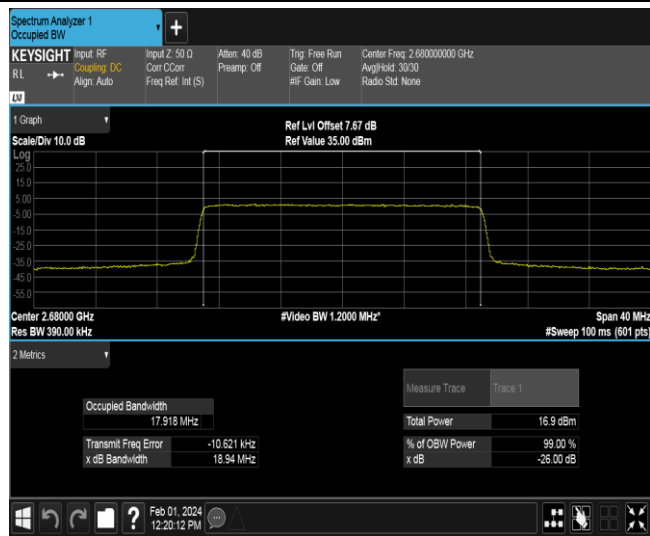 Spectrum Analyzer 1
Occupied BW
+
KEYSIGHT Input: RF Input Z: 50 Ω Atten: 40 dB Trig: Free Run Center Freq: 2.680000000 GHz
RL Coupling: DC Corr CCorr Preamp: Off Gate: Off Avg|Hold: 30/30
Align: Auto Freq Ref: Int (S) #IF Gain: Low Radio Std: None
LXI
1 Graph
Ref Lvl Offset 7.67 dB
Scale/Div 10.0 dB Ref Value 35.00 dBm
Log
25.0
15.0
5.00
-5.00
-15.0
-25.0
-35.0
-45.0
-55.0
Center 2.68000 GHz #Video BW 1.2000 MHz* Span 40 MHz
Res BW 390.00 kHz #Sweep 100 ms (601 pts)
2 Metrics
Measure Trace Trace 1
Occupied Bandwidth
17.918 MHz
Total Power 16.9 dBm
Transmit Freq Error -10.621 kHz % of OBW Power 99.00 %
x dB Bandwidth 18.94 MHz x dB -26.00 dB
? Feb 01, 2024
12:20:12 PM